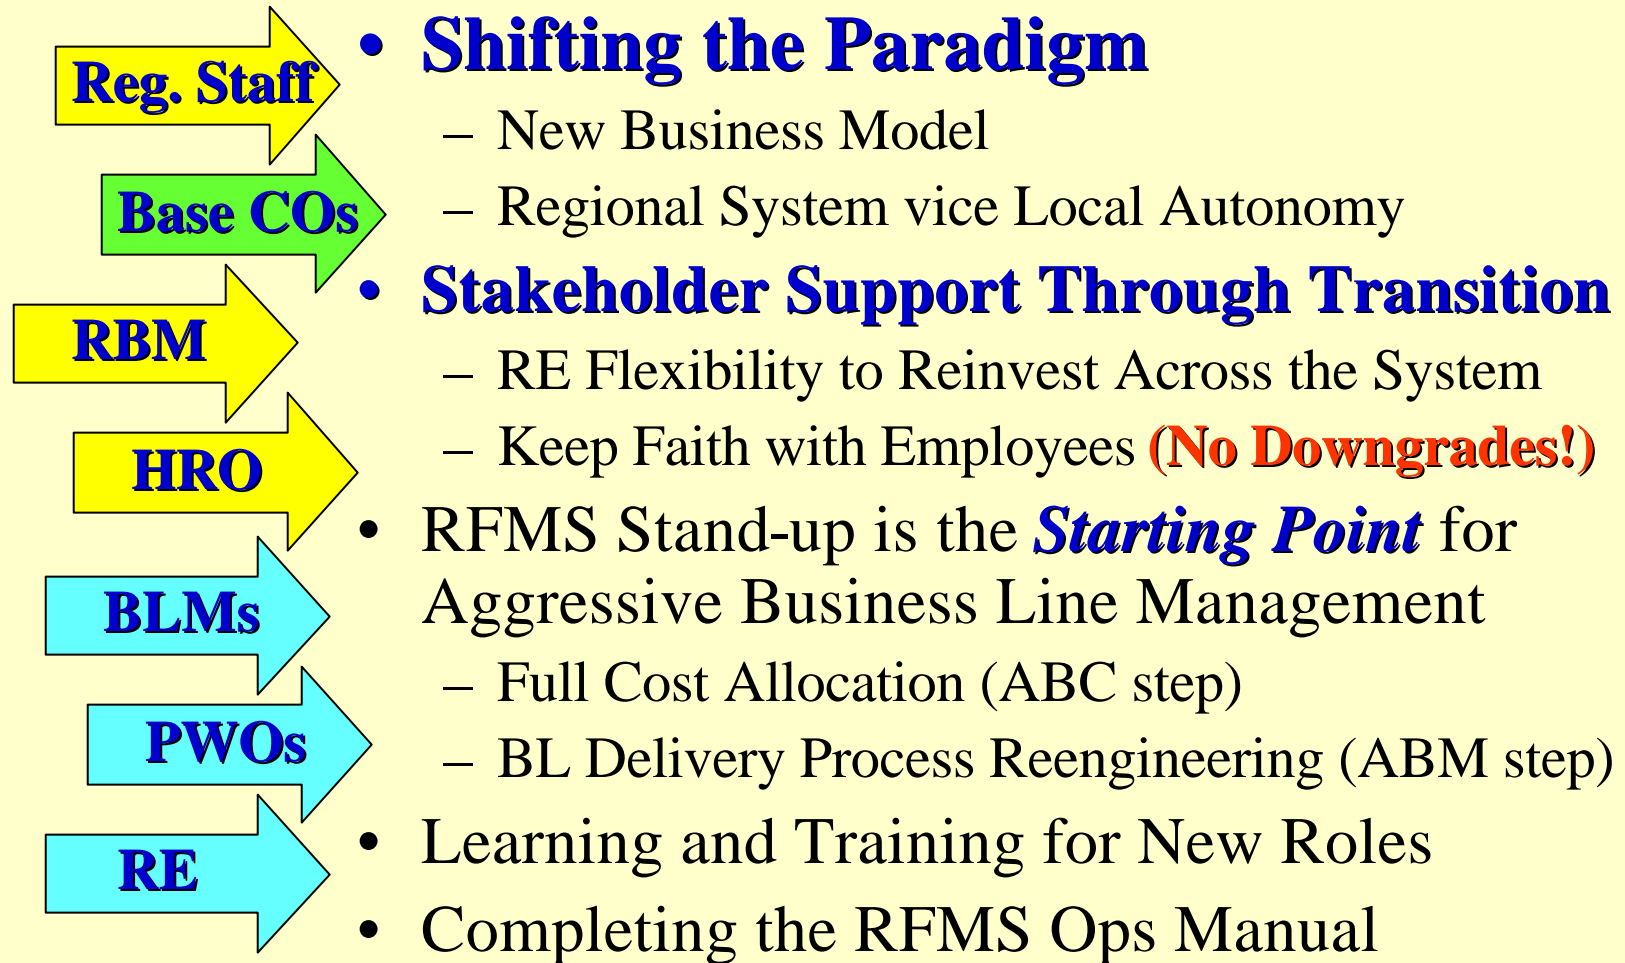 Reg. Staff
Base COs
RBM
HRO
BLMs
PWOs
RE
• Shifting the Paradigm
– New Business Model
– Regional System vice Local Autonomy
• Stakeholder Support Through Transition
– RE Flexibility to Reinvest Across the System
– Keep Faith with Employees (No Downgrades!)
• RFMS Stand-up is the Starting Point for
Aggressive Business Line Management
– Full Cost Allocation (ABC step)
– BL Delivery Process Reengineering (ABM step)
• Learning and Training for New Roles
• Completing the RFMS Ops Manual